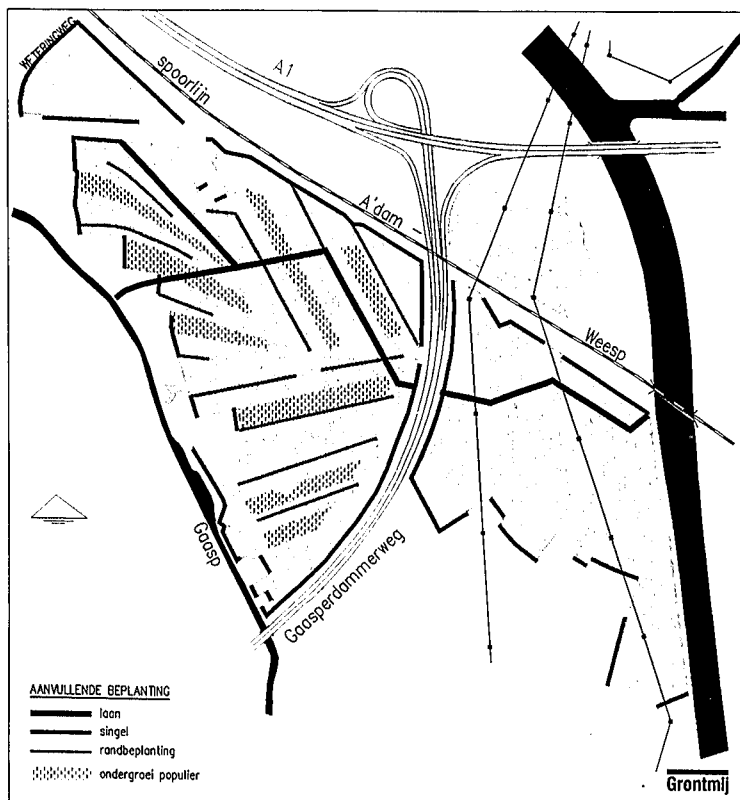 WETERINGWEG
spoorlijn
A1
A'dam -
Weesp
Gaasp
Gaasperdammerweg
AANVULLENDE BEPLANTING
laan
singel
randbeplanting
ondergroei populier
Grontmij